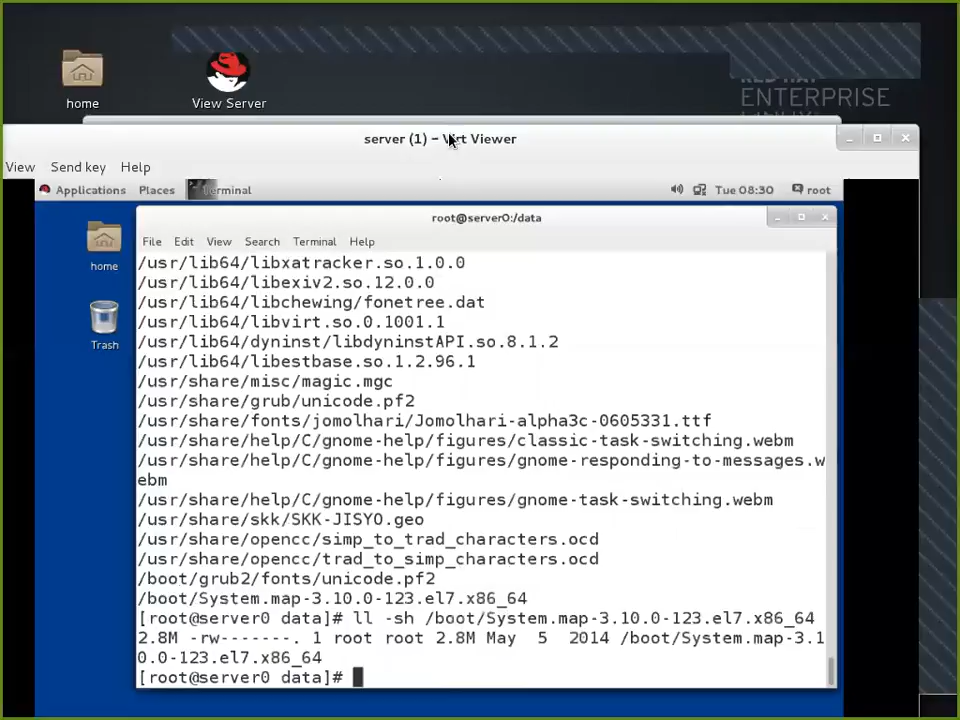 home
View Server
RED HAT
ENTERPRISE
LINUX
server (1) – Virt Viewer
View Send key Help
Applications Places Terminal Tue 08:30 root
home
Trash
root@server0:/data
File Edit View Search Terminal Help
/usr/lib64/libxatracker.so.1.0.0
/usr/lib64/libexiv2.so.12.0.0
/usr/lib64/libchewing/fonetree.dat
/usr/lib64/libvirt.so.0.1001.1
/usr/lib64/dyninst/libdyninstAPI.so.8.1.2
/usr/lib64/libestbase.so.1.2.96.1
/usr/share/misc/magic.mgc
/usr/share/grub/unicode.pf2
/usr/share/fonts/jomolhari/Jomolhari-alpha3c-0605331.ttf
/usr/share/help/C/gnome-help/figures/classic-task-switching.webm
/usr/share/help/C/gnome-help/figures/gnome-responding-to-messages.w
ebm
/usr/share/help/C/gnome-help/figures/gnome-task-switching.webm
/usr/share/skk/SKK-JISYO.geo
/usr/share/opencc/simp_to_trad_characters.ocd
/usr/share/opencc/trad_to_simp_characters.ocd
/boot/grub2/fonts/unicode.pf2
/boot/System.map-3.10.0-123.el7.x86_64
[root@server0 data]# ll -sh /boot/System.map-3.10.0-123.el7.x86_64
2.8M -rw-------. 1 root root 2.8M May  5  2014 /boot/System.map-3.1
0.0-123.el7.x86_64
[root@server0 data]#